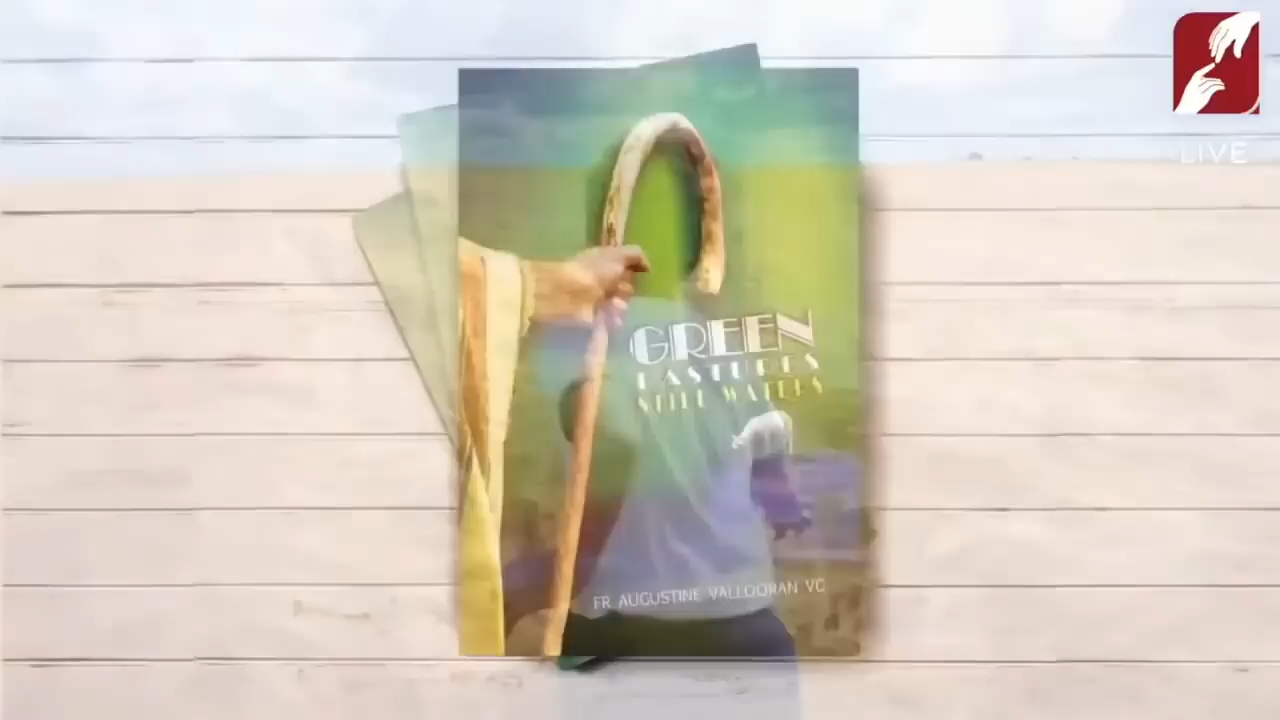 LIVE
GREEN
PASTURES
STILL WATERS
FR AUGUSTINE VALLOORAN VC